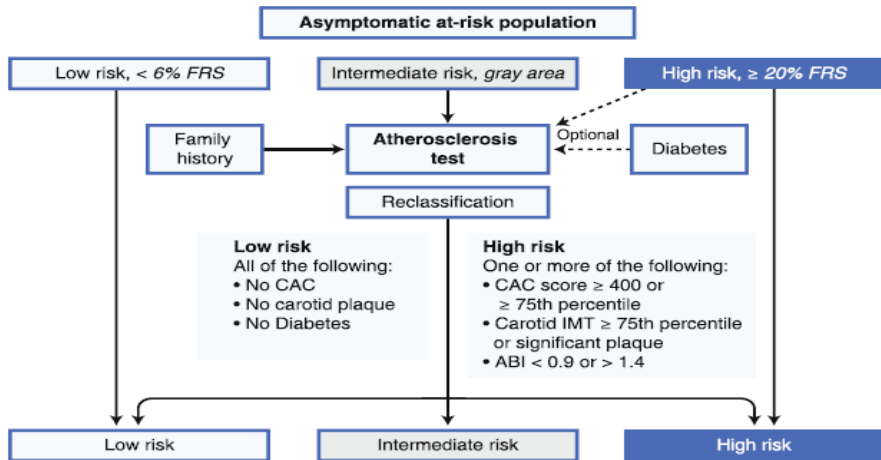 Asymptomatic at-risk population
Low risk, < 6% FRS
Intermediate risk, gray area
High risk, ≥ 20% FRS
Family
history
Atherosclerosis
test
Optional
Diabetes
Reclassification
Low risk
All of the following:
• No CAC
• No carotid plaque
• No Diabetes
High risk
One or more of the following:
• CAC score ≥ 400 or
≥ 75th percentile
• Carotid IMT ≥ 75th percentile
or significant plaque
• ABI < 0.9 or > 1.4
Low risk
Intermediate risk
High risk